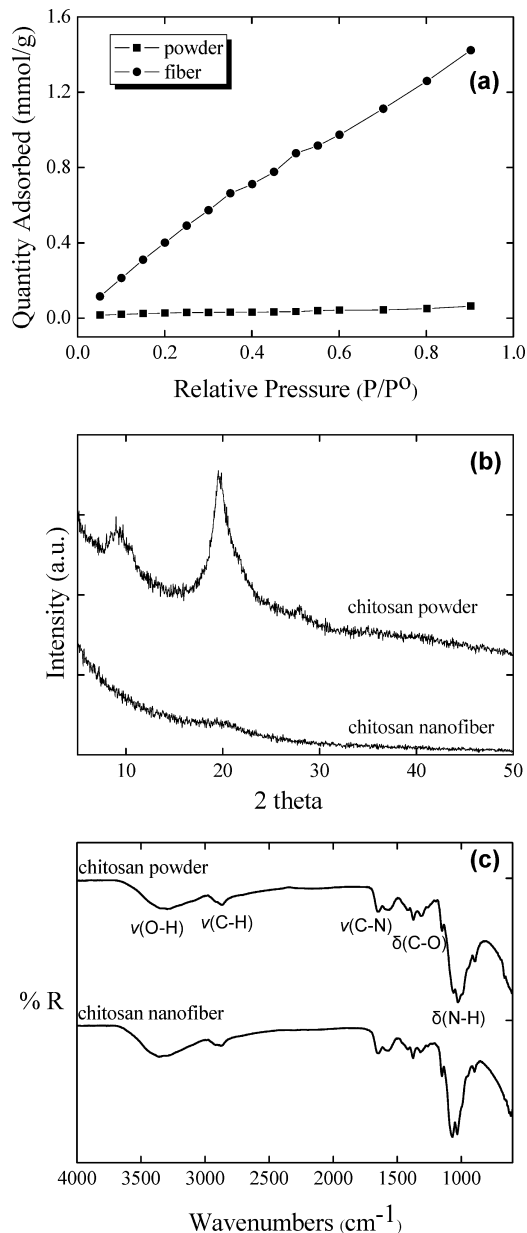 1.6
1.2
0.8
0.4
0.0
Quantity Adsorbed (mmol/g)
powder
fiber
(a)
0.0 0.2 0.4 0.6 0.8 1.0
Relative Pressure (P/Pᴼ)
(b)
Intensity (a.u.)
chitosan powder
chitosan nanofiber
10 20 30 40 50
2 theta
(c)
chitosan powder
ν(O-H)
ν(C-H)
ν(C-N)
δ(C-O)
% R
chitosan nanofiber
δ(N-H)
4000 3500 3000 2500 2000 1500 1000
Wavenumbers (cm⁻¹)